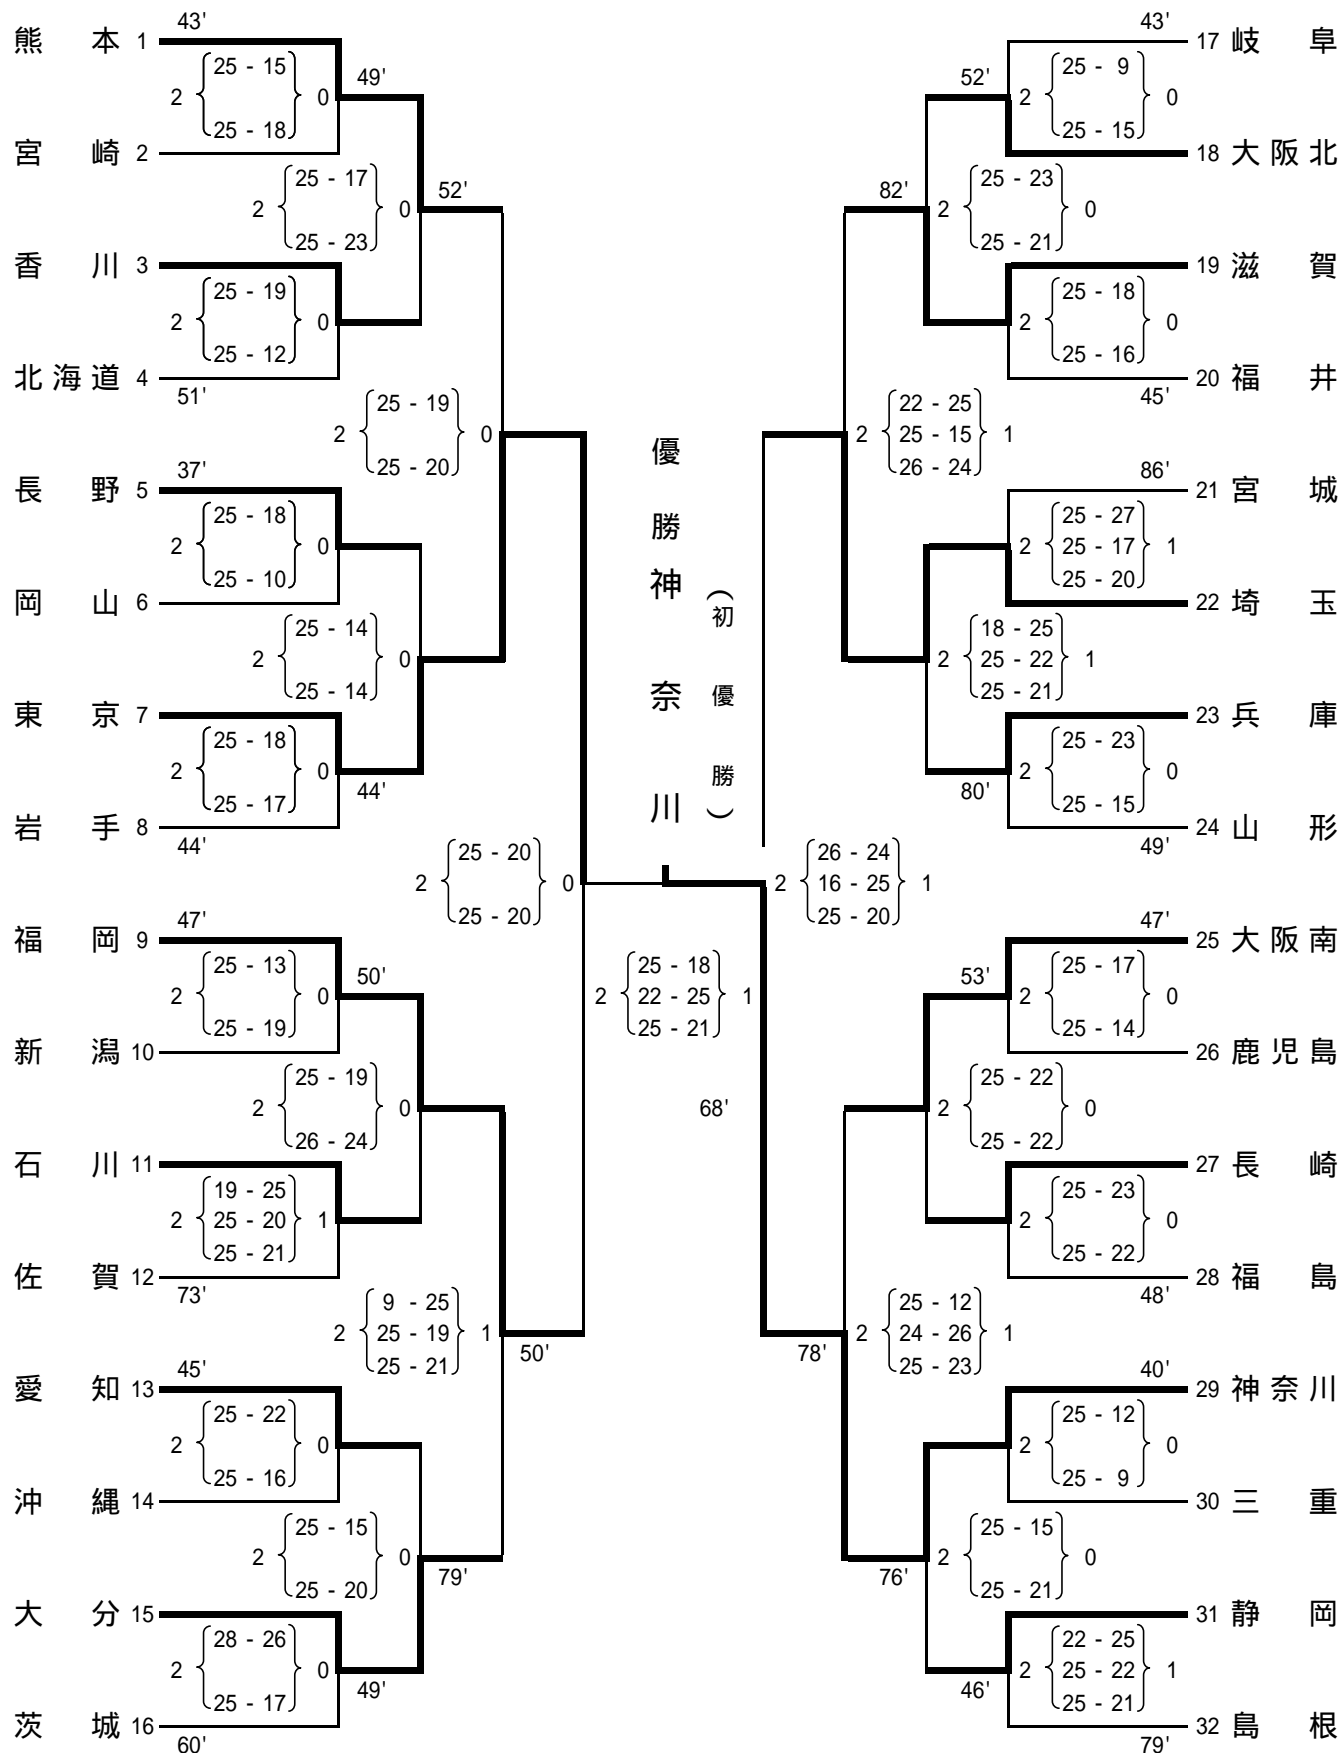 熊本 1 43'
25 - 15
2 0
25 - 18
49'
宮崎 2
25 - 17
2 0
25 - 23
52'
香川 3
25 - 19
2 0
25 - 12
北海道 4 51'
25 - 19
2 0
25 - 20
長野 5 37'
25 - 18
2 0
25 - 10
岡山 6
25 - 14
2 0
25 - 14
東京 7
25 - 18
2 0
25 - 17
44'
岩手 8 44'
25 - 20
2 0
25 - 20
福岡 9 47'
25 - 13
2 0
25 - 19
50'
新潟 10
25 - 19
2 0
26 - 24
石川 11
19 - 25
2 25 - 20 1
25 - 21
佐賀 12 73'
9 - 25
2 25 - 19 1
25 - 21
50'
愛知 13 45'
25 - 22
2 0
25 - 16
沖縄 14
25 - 15
2 0
25 - 20
79'
大分 15
28 - 26
2 0
25 - 17
49'
茨城 16 60'
優勝神奈川
(初優勝)
25 - 18
2 22 - 25 1
25 - 21
68'
43' 17 岐阜
25 - 9
2 0
25 - 15
52'
18 大阪北
25 - 23
2 0
25 - 21
82'
19 滋賀
25 - 18
2 0
25 - 16
45' 20 福井
22 - 25
2 25 - 15 1
26 - 24
86' 21 宮城
25 - 27
2 25 - 17 1
25 - 20
22 埼玉
18 - 25
2 25 - 22 1
25 - 21
23 兵庫
25 - 23
2 0
25 - 15
80'
49' 24 山形
26 - 24
2 16 - 25 1
25 - 20
47' 25 大阪南
25 - 17
2 0
25 - 14
53'
26 鹿児島
25 - 22
2 0
25 - 22
27 長崎
25 - 23
2 0
25 - 22
48' 28 福島
25 - 12
2 24 - 26 1
25 - 23
78'
40' 29 神奈川
25 - 12
2 0
25 - 9
30 三重
25 - 15
2 0
25 - 21
76'
31 静岡
22 - 25
2 25 - 22 1
25 - 21
46'
79' 32 島根